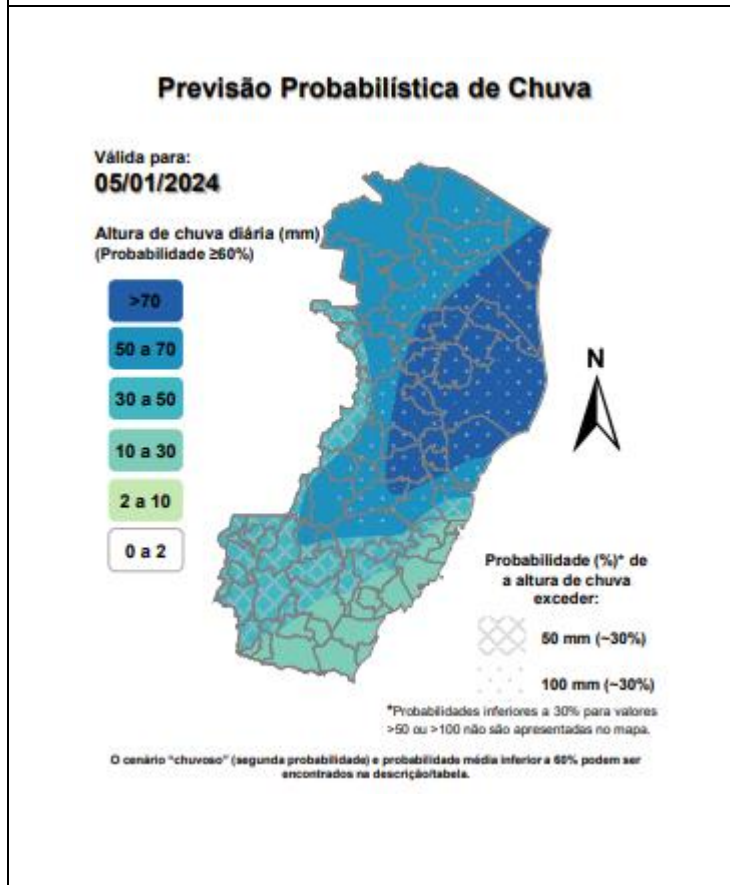 Previsão Probabilística de Chuva
Válida para:
05/01/2024
Altura de chuva diária (mm)
(Probabilidade ≥60%)
>70
50 a 70
30 a 50
10 a 30
2 a 10
0 a 2
N
Probabilidade (%)* de
a altura de chuva
exceder:
50 mm (~30%)
100 mm (~30%)
*Probabilidades inferiores a 30% para valores
>50 ou >100 não são apresentadas no mapa.
O cenário "chuvoso" (segunda probabilidade) e probabilidade média inferior a 60% podem ser
encontrados na descrição/tabela.